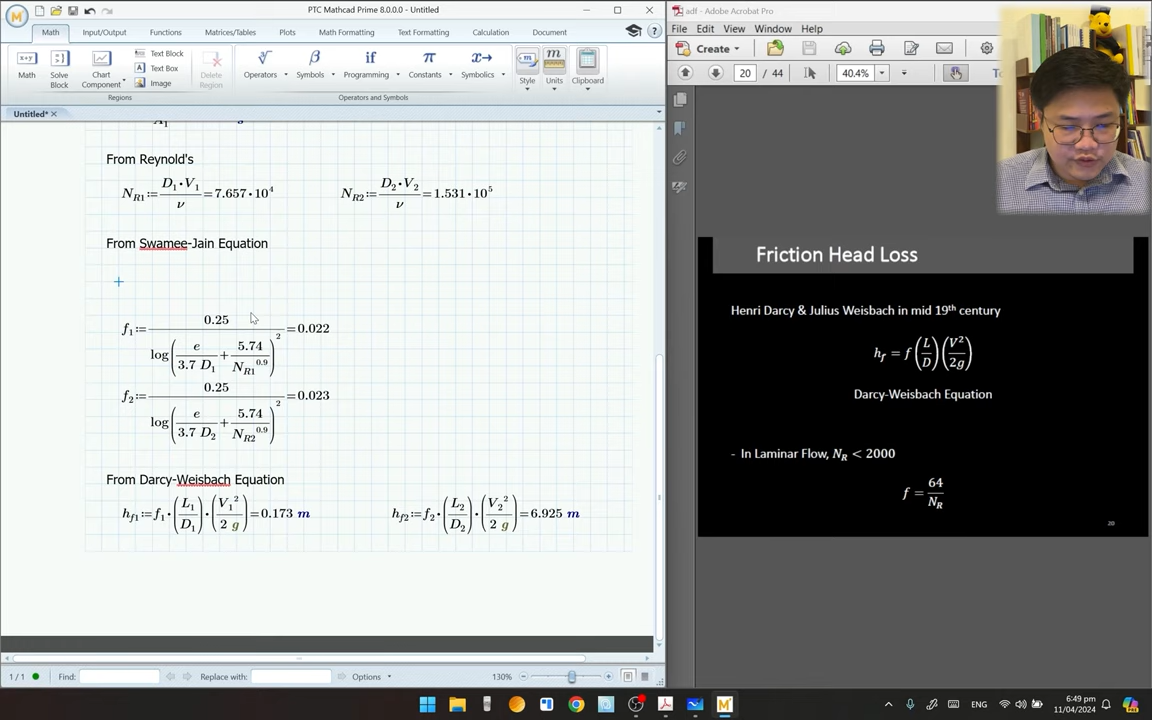 PTC Mathcad Prime 8.0.0.0 - Untitled
Math Input/Output Functions Matrices/Tables Plots Math Formatting Text Formatting Calculation Document
Math
Solve Block
Chart Component
Text Block
Text Box
Image
Delete Region
Operators
Symbols
Programming
Constants
Symbolics
Style
Units
Clipboard
Regions
Operators and Symbols
Untitled*
From Reynold's
N_R1:=D_1·V_1/ν=7.657·10^4
N_R2:=D_2·V_2/ν=1.531·10^5
From Swamee-Jain Equation
f_1:=0.25/log(e/3.7 D_1+5.74/N_R1^0.9)^2=0.022
f_2:=0.25/log(e/3.7 D_2+5.74/N_R2^0.9)^2=0.023
From Darcy-Weisbach Equation
h_f1:=f_1·(L_1/D_1)·(V_1^2/2 g)=0.173 m
h_f2:=f_2·(L_2/D_2)·(V_2^2/2 g)=6.925 m
1/1
Find:
Replace with:
Options
130%
adf - Adobe Acrobat Pro
File Edit View Window Help
Create
20 / 44
40.4%
Friction Head Loss
Henri Darcy & Julius Weisbach in mid 19th century
h_f = f(L/D)(V^2/2g)
Darcy-Weisbach Equation
- In Laminar Flow, N_R < 2000
f = 64/N_R
20
ENG
6:49 pm
11/04/2024